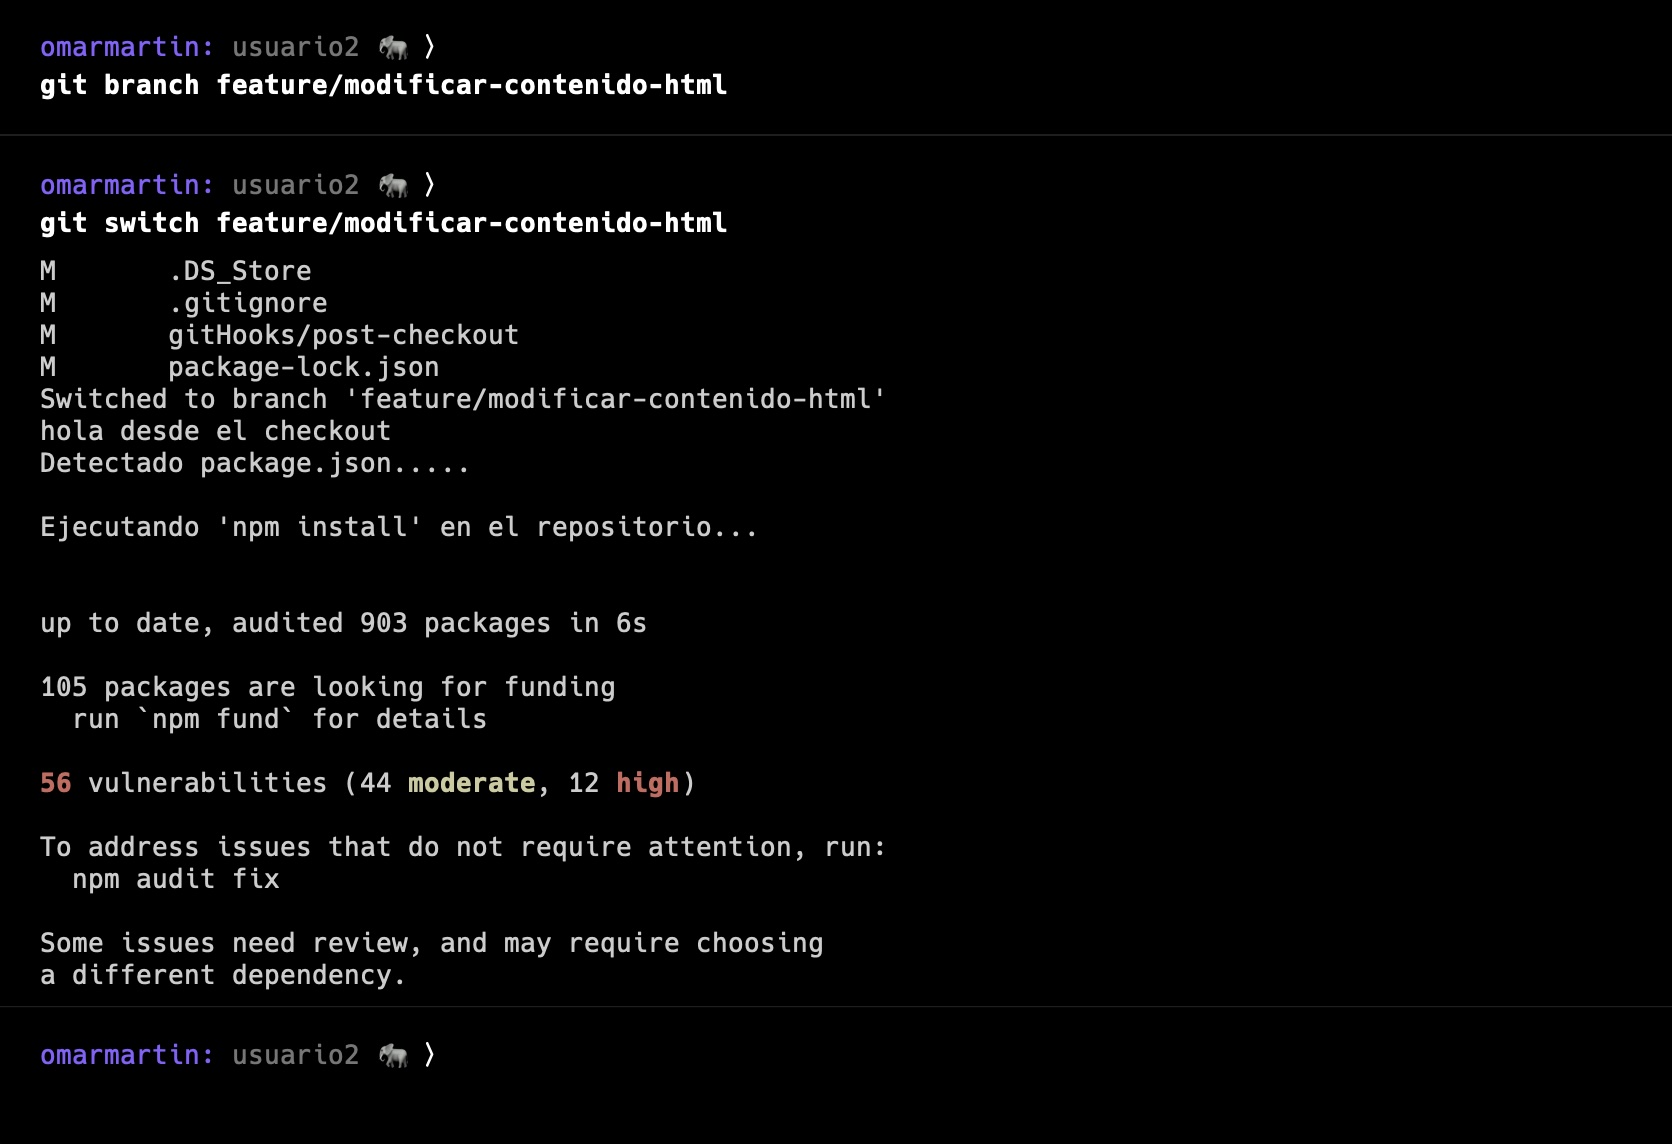 omarmartin: usuario2 🐘 ⟩
git branch feature/modificar-contenido-html
omarmartin: usuario2 🐘 ⟩
git switch feature/modificar-contenido-html
M       .DS_Store
M       .gitignore
M       gitHooks/post-checkout
M       package-lock.json
Switched to branch 'feature/modificar-contenido-html'
hola desde el checkout
Detectado package.json.....
Ejecutando 'npm install' en el repositorio...
up to date, audited 903 packages in 6s
105 packages are looking for funding
  run `npm fund` for details
56 vulnerabilities (44 moderate, 12 high)
To address issues that do not require attention, run:
  npm audit fix
Some issues need review, and may require choosing
a different dependency.
omarmartin: usuario2 🐘 ⟩